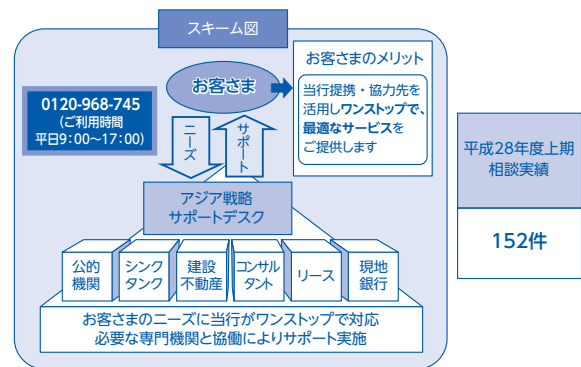 スキーム図
お客さま
お客さまのメリット
当行提携・協力先を
活用しワンストップで、
最適なサービスを
ご提供します
0120-968-745
(ご利用時間
平日9:00~17:00)
ニーズ
サポート
アジア戦略
サポートデスク
公的
機関
シンク
タンク
建設
不動産
コンサル
タント
リース
現地
銀行
お客さまのニーズに当行がワンストップで対応
必要な専門機関と協働によりサポート実施
平成28年度上期
相談実績
152件